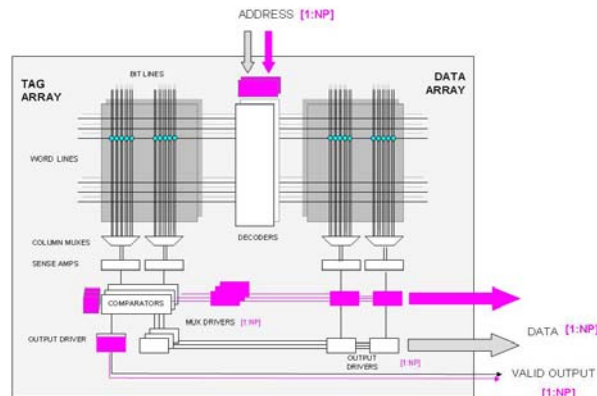 ADDRESS [1:NP]
BIT LINES
TAG ARRAY
DATA ARRAY
WORD LINES
DECODERS
COLUMN MUXES
SENSE AMPS
COMPARATORS
MUX DRIVERS [1:NP]
OUTPUT DRIVER
OUTPUT DRIVERS [1:NP]
DATA [1:NP]
VALID OUTPUT
[1:NP]